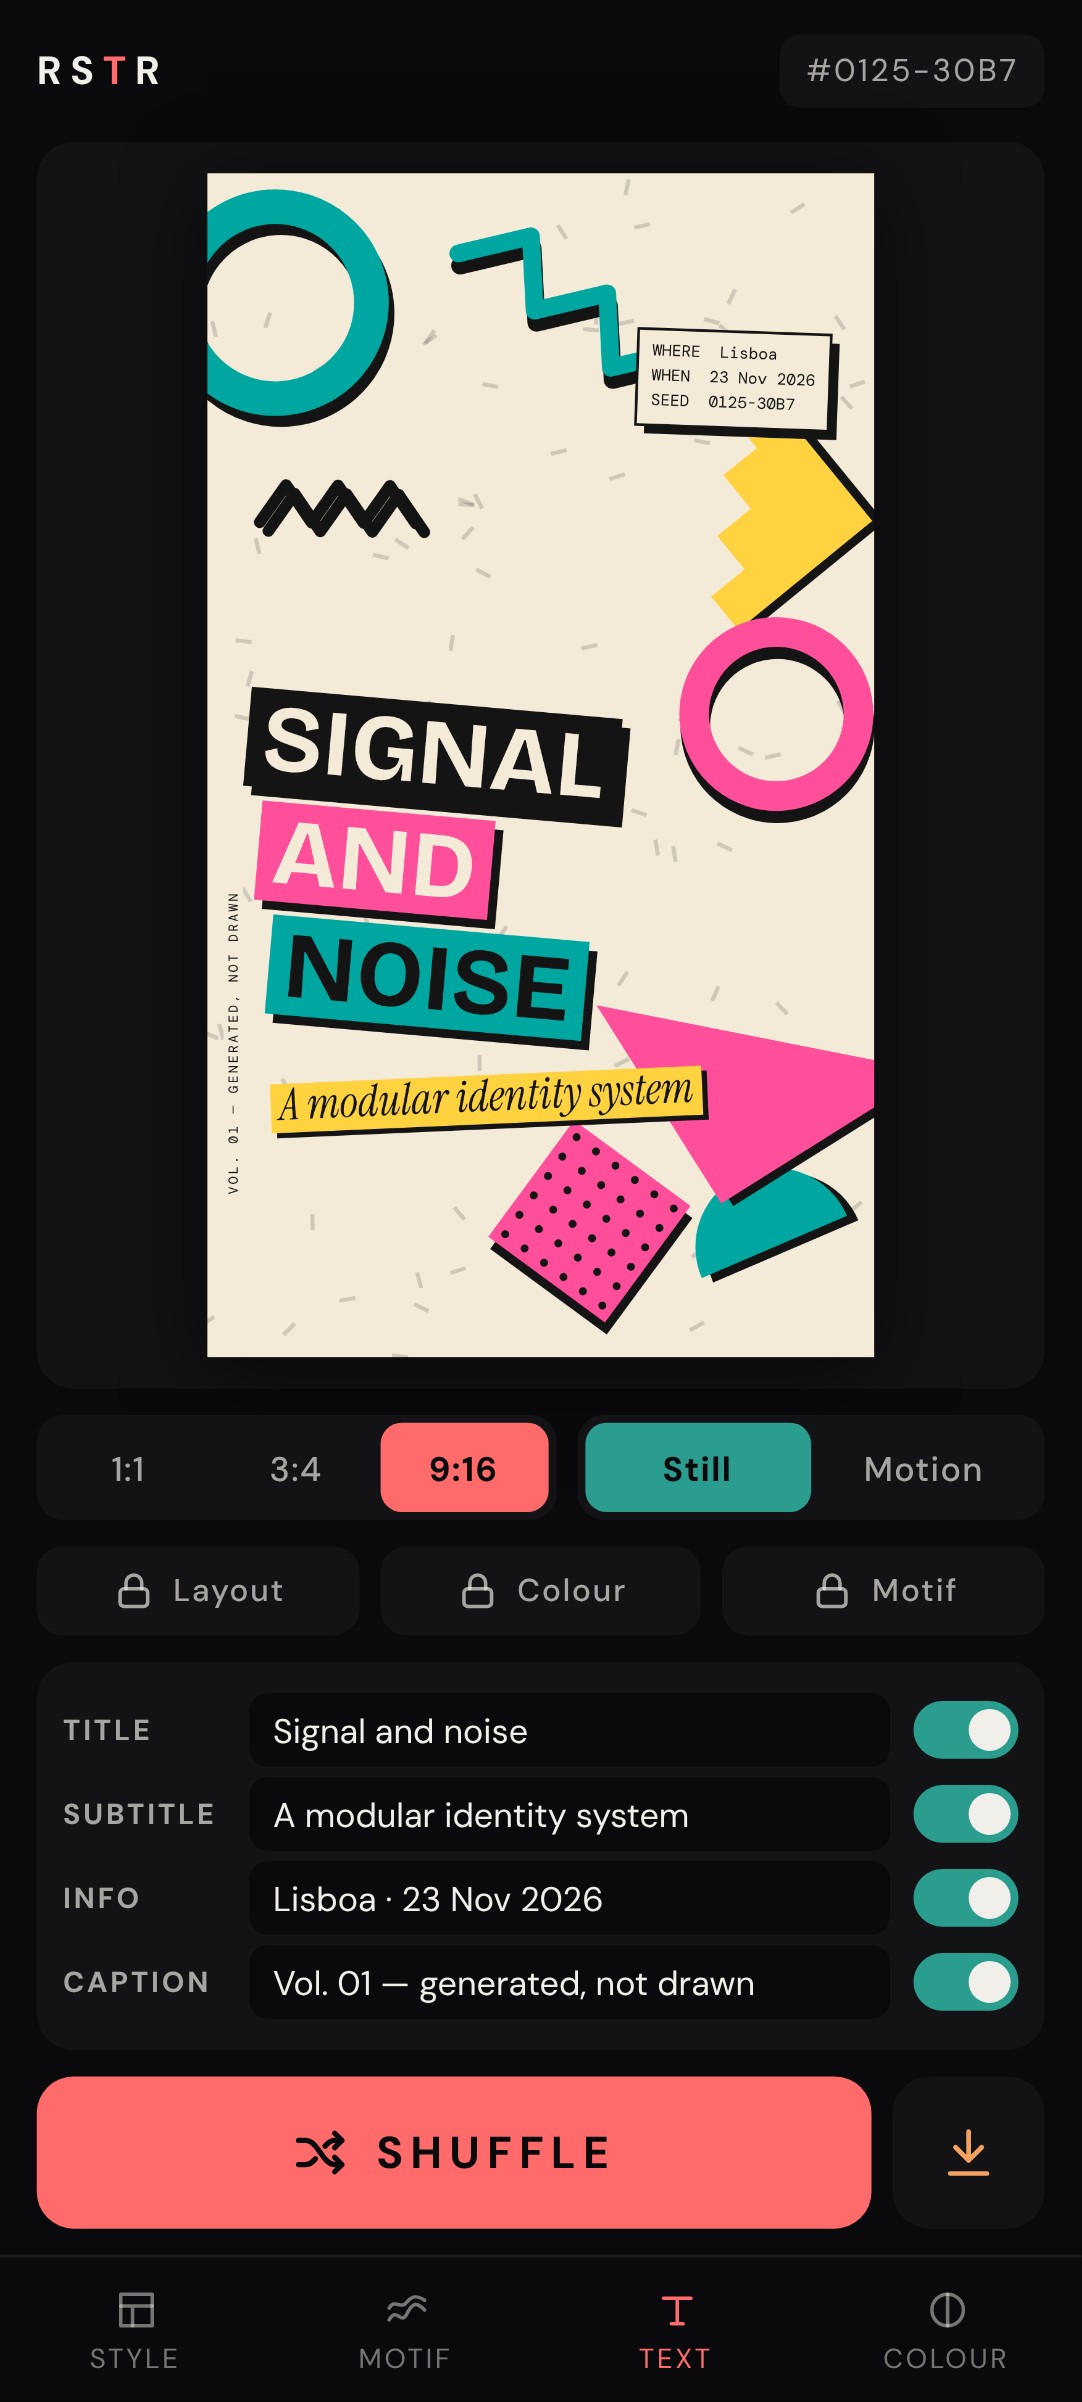 RSTR
#0125-30B7
WHERE Lisboa
WHEN 23 Nov 2026
SEED 0125-30B7
SIGNAL
AND
NOISE
A modular identity system
VOL. 01 — GENERATED, NOT DRAWN
1:1
3:4
9:16
Still
Motion
Layout
Colour
Motif
TITLE Signal and noise
SUBTITLE A modular identity system
INFO Lisboa · 23 Nov 2026
CAPTION Vol. 01 — generated, not drawn
SHUFFLE
STYLE
MOTIF
TEXT
COLOUR